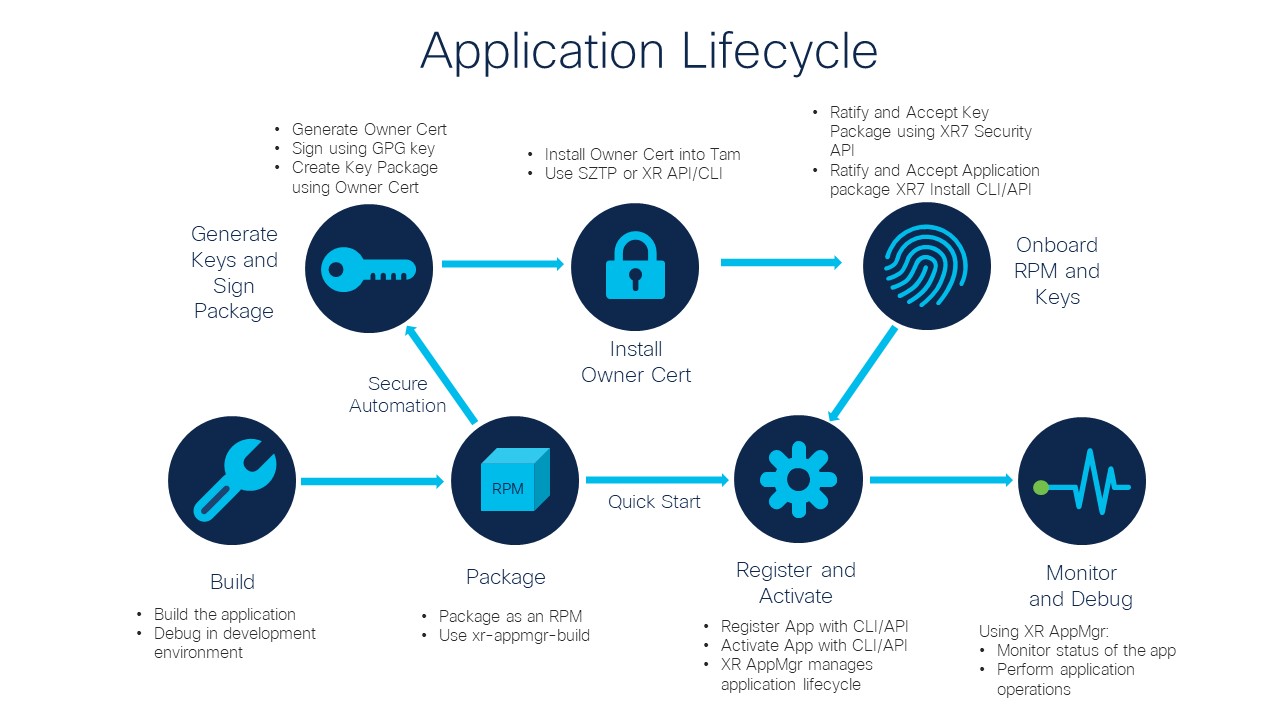 Application Lifecycle
• Generate Owner Cert
• Sign using GPG key
• Create Key Package
using Owner Cert
• Install Owner Cert into Tam
• Use SZTP or XR API/CLI
• Ratify and Accept Key
Package using XR7 Security
API
• Ratify and Accept Application
package XR7 Install CLI/API
Generate
Keys and
Sign
Package
Install
Owner Cert
Onboard
RPM and
Keys
Secure
Automation
RPM
Quick Start
Build
• Build the application
• Debug in development
environment
Package
• Package as an RPM
• Use xr-appmgr-build
Register and
Activate
• Register App with CLI/API
• Activate App with CLI/API
• XR AppMgr manages
application lifecycle
Monitor
and Debug
Using XR AppMgr:
• Monitor status of the app
• Perform application
operations